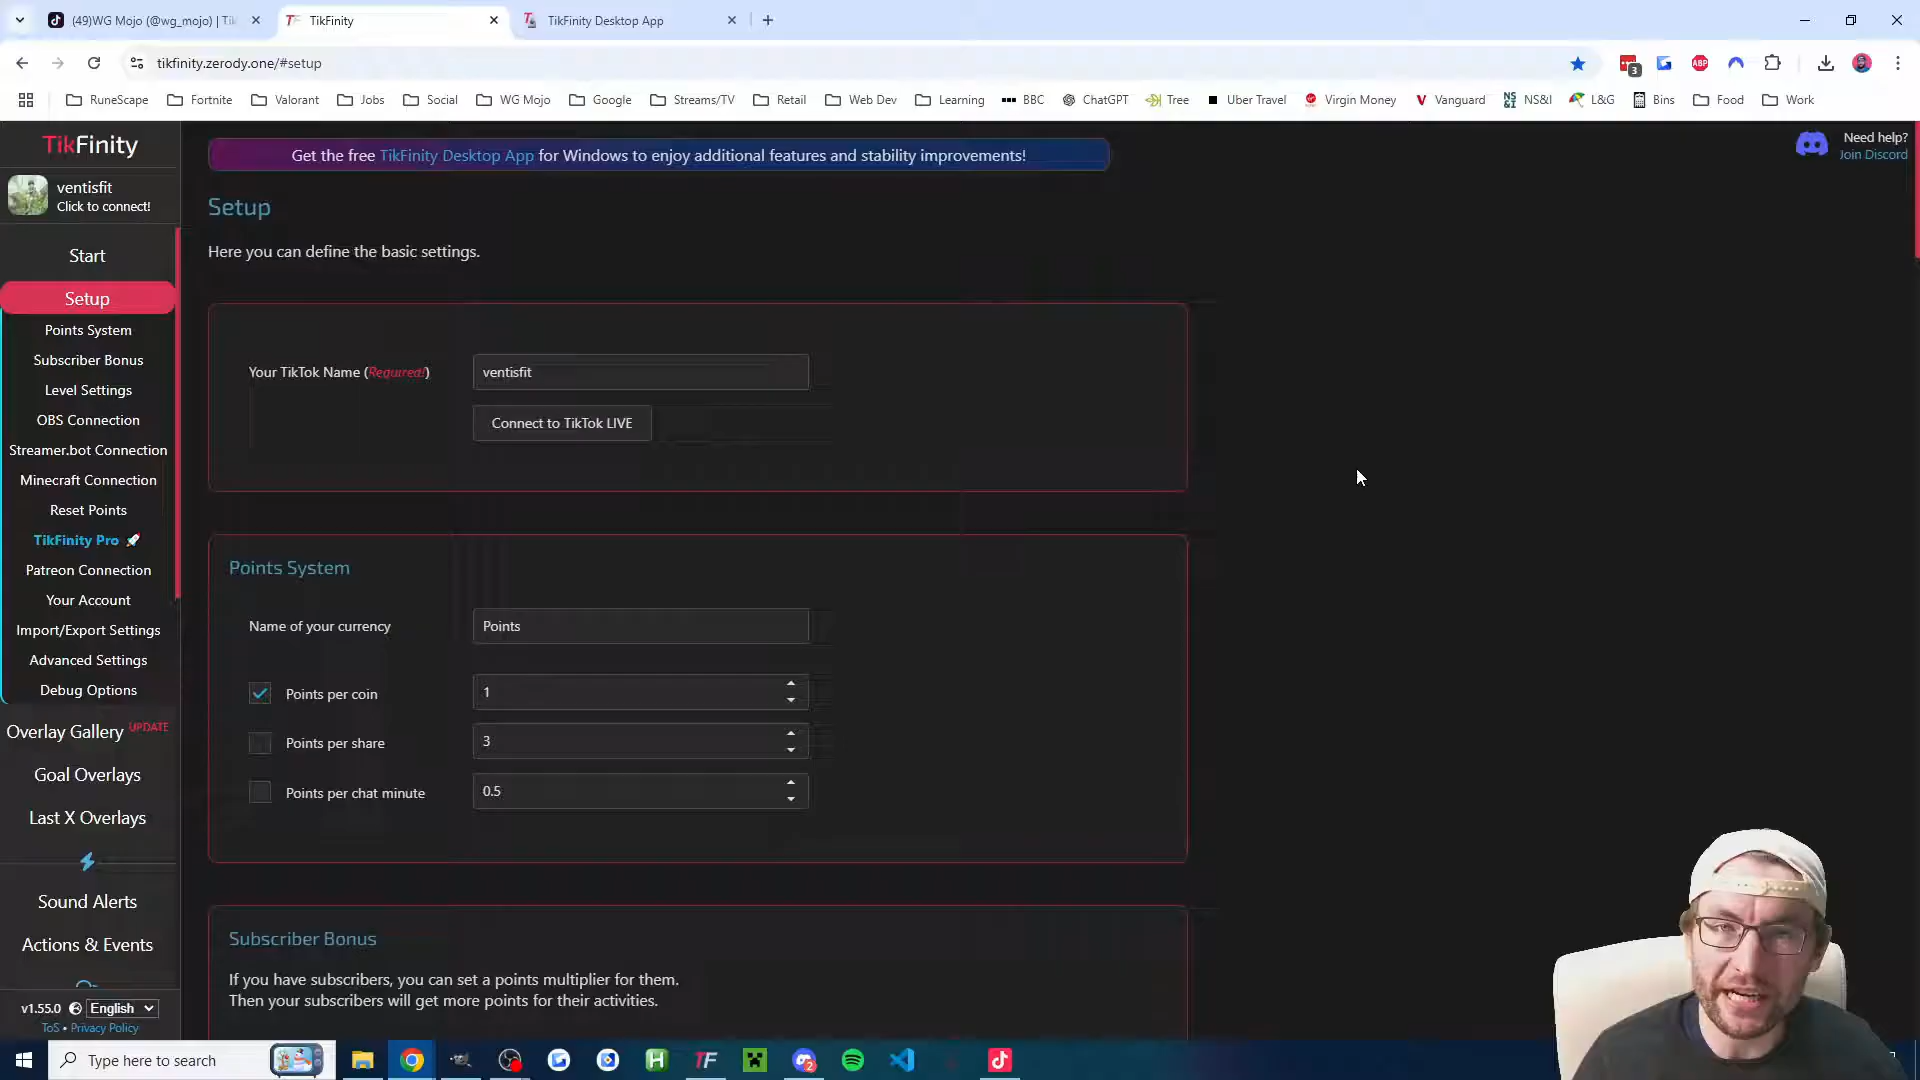 (49)WG Mojo (@wg_mojo) | Tik
TikFinity
TikFinity Desktop App
tikfinity.zerody.one/#setup
3
ABP
RuneScape
Fortnite
Valorant
Jobs
Social
WG Mojo
Google
Streams/TV
Retail
Web Dev
Learning
BBC
ChatGPT
Tree
Uber Travel
Virgin Money
Vanguard
NS&I
L&G
Bins
Food
Work
TikFinity
Get the free TikFinity Desktop App for Windows to enjoy additional features and stability improvements!
Need help?
Join Discord
ventisfit
Click to connect!
Start
Setup
Points System
Subscriber Bonus
Level Settings
OBS Connection
Streamer.bot Connection
Minecraft Connection
Reset Points
TikFinity Pro
Patreon Connection
Your Account
Import/Export Settings
Advanced Settings
Debug Options
Overlay Gallery UPDATE
Goal Overlays
Last X Overlays
Sound Alerts
Actions & Events
v1.55.0
English
ToS • Privacy Policy
Setup
Here you can define the basic settings.
Your TikTok Name (Required!)
ventisfit
Connect to TikTok LIVE
Points System
Name of your currency
Points
Points per coin
1
Points per share
3
Points per chat minute
0.5
Subscriber Bonus
If you have subscribers, you can set a points multiplier for them.
Then your subscribers will get more points for their activities.
Type here to search
H
TF
2